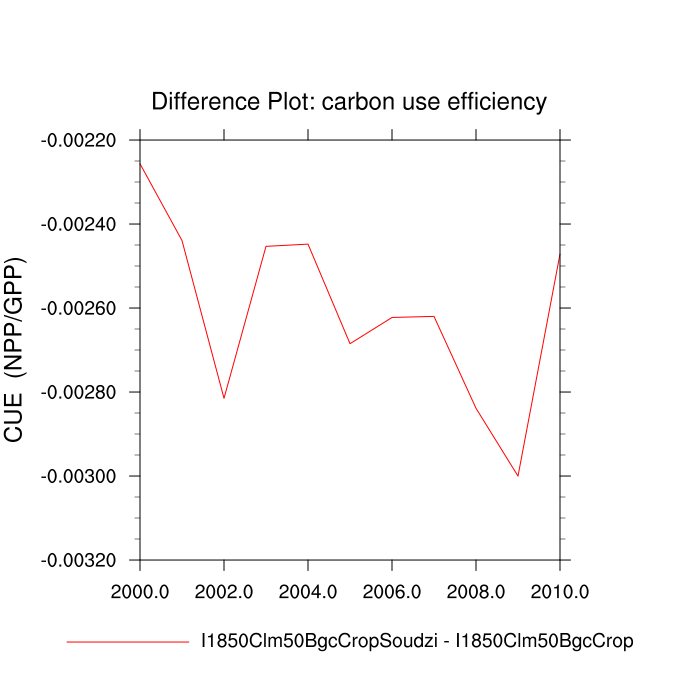 Difference Plot: carbon use efficiency
CUE (NPP/GPP)
-0.00220
-0.00240
-0.00260
-0.00280
-0.00300
-0.00320
2000.0 2002.0 2004.0 2006.0 2008.0 2010.0
I1850Clm50BgcCropSoudzi - I1850Clm50BgcCrop